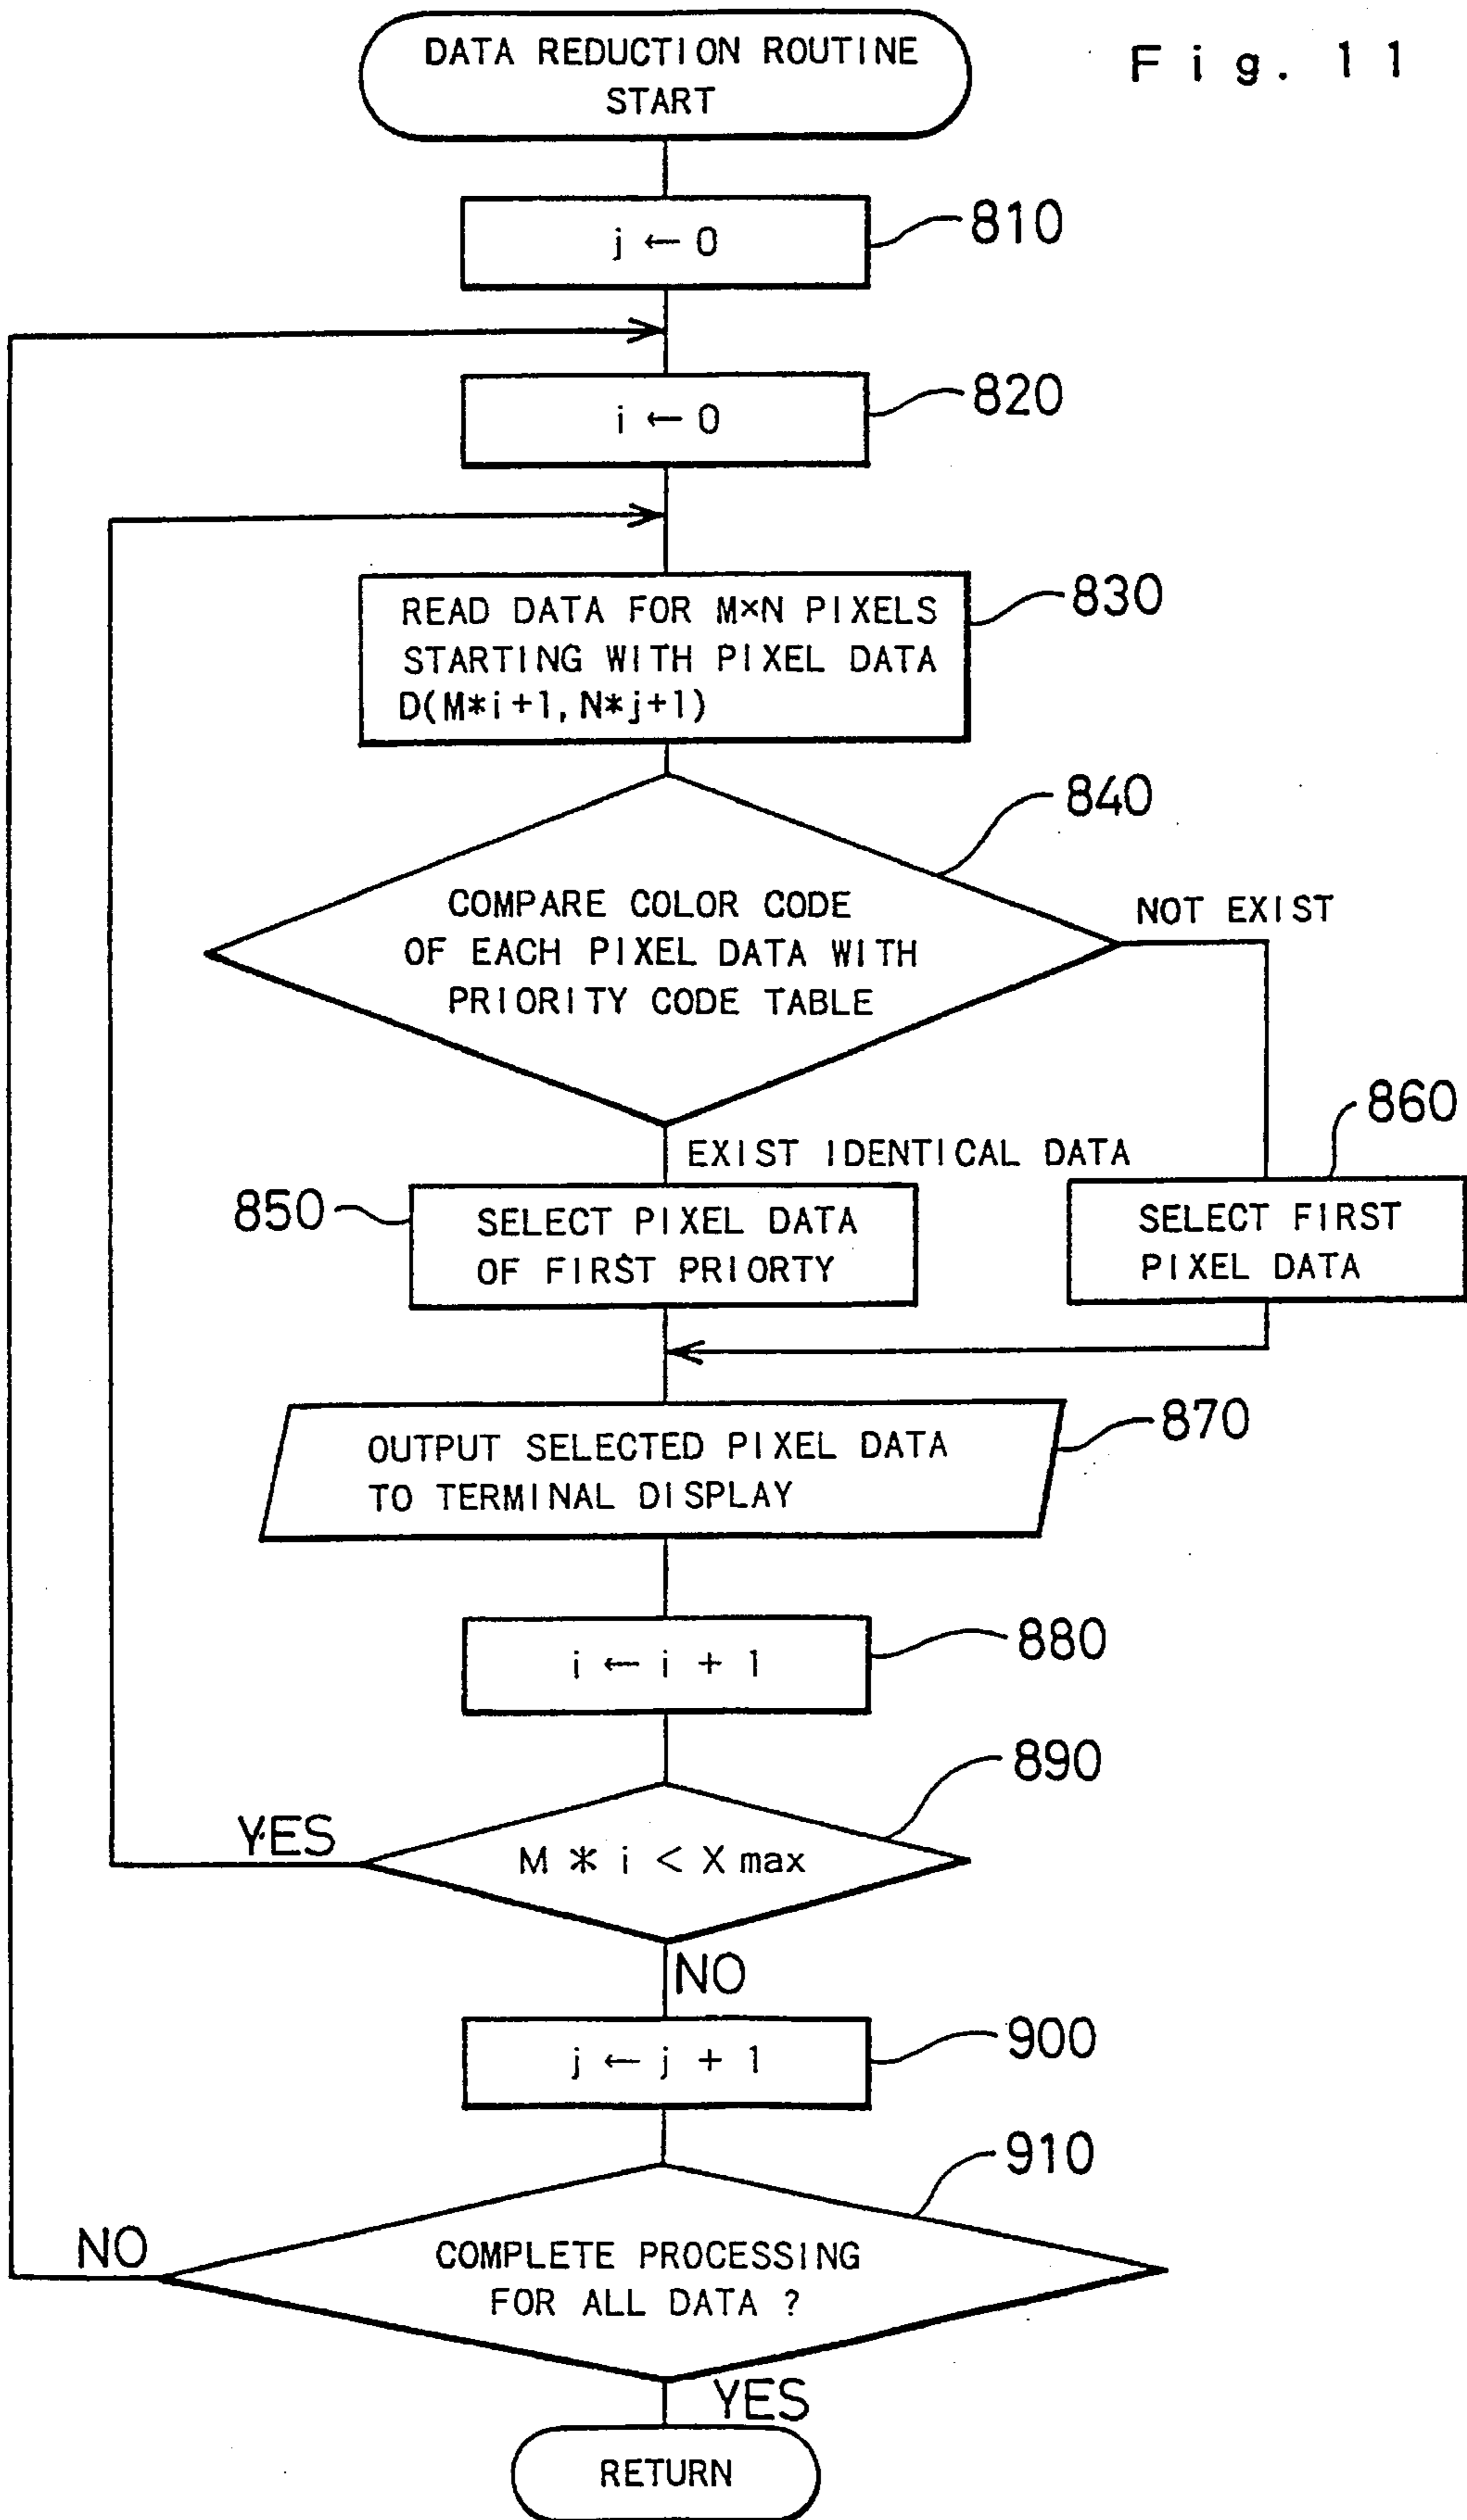 DATA REDUCTION ROUTINE
START
Fig. 11
j ← 0
810
i ← 0
820
READ DATA FOR M×N PIXELS
STARTING WITH PIXEL DATA
D(M*i+1, N*j+1)
830
840
COMPARE COLOR CODE
OF EACH PIXEL DATA WITH
PRIORITY CODE TABLE
NOT EXIST
EXIST IDENTICAL DATA
860
850
SELECT PIXEL DATA
OF FIRST PRIORTY
SELECT FIRST
PIXEL DATA
870
OUTPUT SELECTED PIXEL DATA
TO TERMINAL DISPLAY
i ← i + 1
880
890
YES
M * i < X max
NO
j ← j + 1
900
910
NO
COMPLETE PROCESSING
FOR ALL DATA ?
YES
RETURN